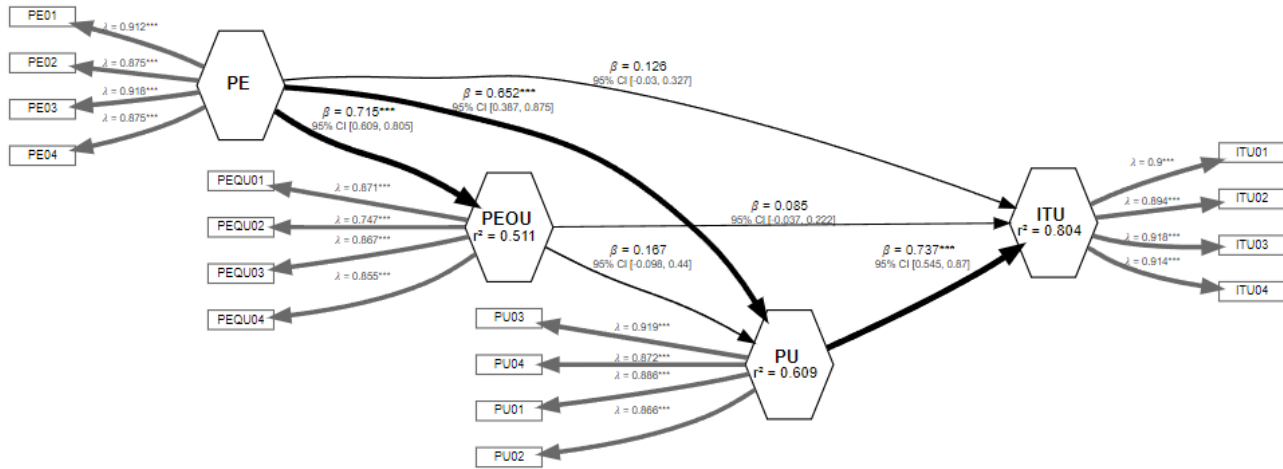 PE01
λ = 0.912***
PE02
λ = 0.875***
PE03
λ = 0.918***
PE04
λ = 0.875***
PE
β = 0.126
95% CI [-0.03, 0.327]
β = 0.652***
95% CI [0.387, 0.875]
β = 0.715***
95% CI [0.609, 0.805]
PEQU01
λ = 0.871***
PEQU02
λ = 0.747***
PEQU03
λ = 0.867***
PEQU04
λ = 0.855***
PEOU
r² = 0.511
β = 0.085
95% CI [-0.037, 0.222]
β = 0.167
95% CI [-0.098, 0.44]
β = 0.737***
95% CI [0.545, 0.87]
ITU
r² = 0.804
λ = 0.9***
ITU01
λ = 0.894***
ITU02
λ = 0.918***
ITU03
λ = 0.914***
ITU04
PU03
λ = 0.919***
PU04
λ = 0.872***
PU01
λ = 0.886***
PU02
λ = 0.866***
PU
r² = 0.609